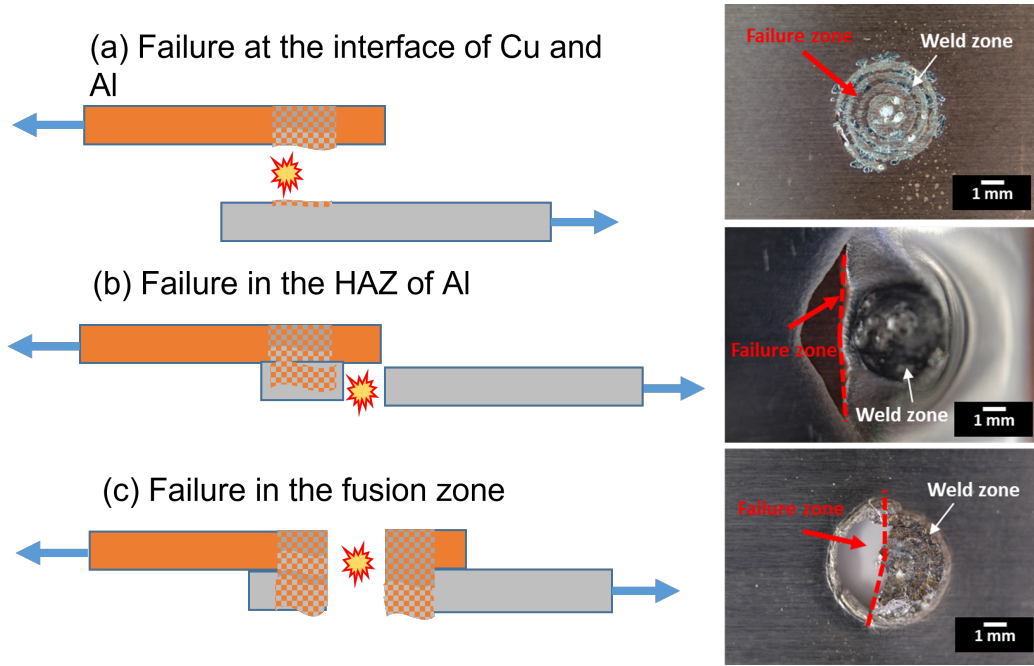 (a) Failure at the interface of Cu and
Al
Failure zone
Weld zone
1 mm
(b) Failure in the HAZ of Al
Failure zone
Weld zone
1 mm
(c) Failure in the fusion zone
Failure zone
Weld zone
1 mm